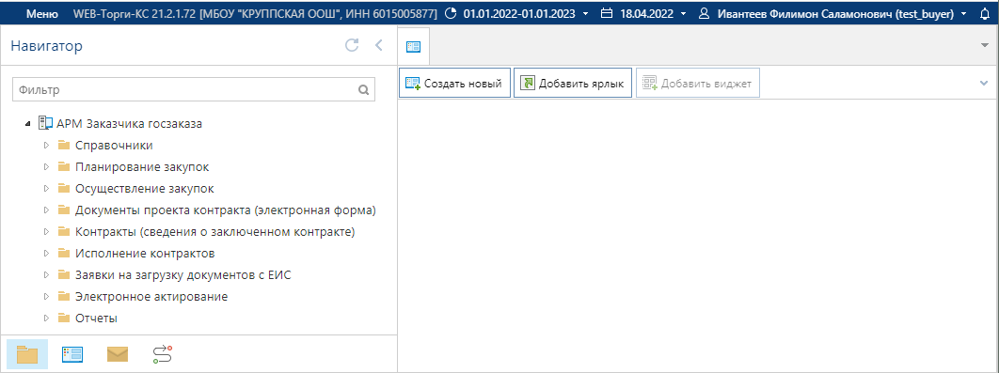 Меню WEB-Торги-КС 21.2.1.72 [МБОУ "КРУППСКАЯ ООШ", ИНН 6015005877] 01.01.2022-01.01.2023 18.04.2022 Ивантеев Филимон Саламонович (test_buyer)
Навигатор
Создать новый Добавить ярлык Добавить виджет
Фильтр
АРМ Заказчика госзаказа
Справочники
Планирование закупок
Осуществление закупок
Документы проекта контракта (электронная форма)
Контракты (сведения о заключенном контракте)
Исполнение контрактов
Заявки на загрузку документов с ЕИС
Электронное актирование
Отчеты